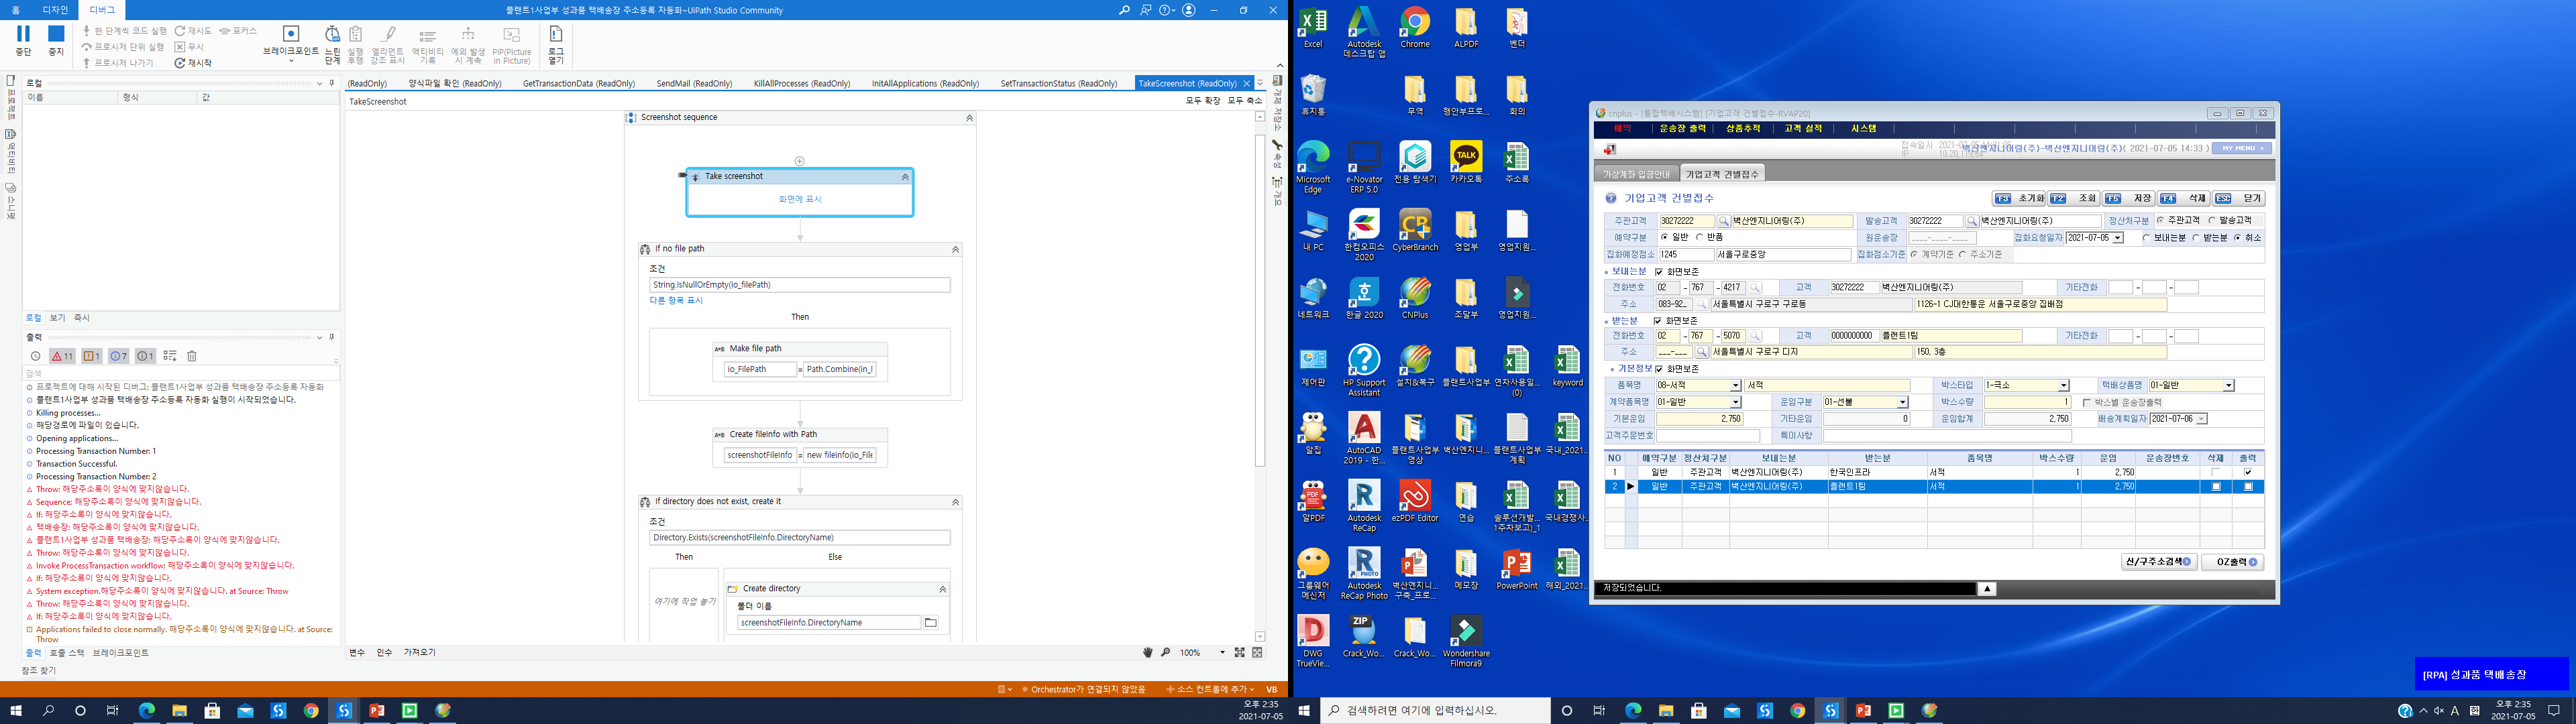 홈
디자인
디버그
플랜트1사업부 성과품 택배송장 주소등록 자동화-UiPath Studio Community
중단
중지
한 단계씩 코드 실행
프로시저 단위 실행
프로시저 나가기
재시도
무시
재시작
포커스
브레이크포인트
느린 단계
실행 후행
엘리먼트 강조 표시
액티비티 기록
예외 발생 시 계속
PIP(Picture in Picture)
로그 열기
프로젝트
액티비티
스니펫
로컬
이름 형식 값
로컬 보기 즉시
출력
11 1 7 1
검색
프로젝트에 대해 시작된 디버그: 플랜트1사업부 성과품 택배송장 주소등록 자동화
플랜트1사업부 성과품 택배송장 주소등록 자동화 실행이 시작되었습니다.
Killing processes...
해당경로에 파일이 있습니다.
Opening applications...
Processing Transaction Number: 1
Transaction Successful.
Processing Transaction Number: 2
Throw: 해당주소록이 양식에 맞지않습니다.
Sequence: 해당주소록이 양식에 맞지않습니다.
If: 해당주소록이 양식에 맞지않습니다.
택배송장: 해당주소록이 양식에 맞지않습니다.
플랜트1사업부 성과품 택배송장: 해당주소록이 양식에 맞지않습니다.
Throw: 해당주소록이 양식에 맞지않습니다.
Invoke ProcessTransaction workflow: 해당주소록이 양식에 맞지않습니다.
If: 해당주소록이 양식에 맞지않습니다.
System exception.해당주소록이 양식에 맞지않습니다. at Source: Throw
Throw: 해당주소록이 양식에 맞지않습니다.
If: 해당주소록이 양식에 맞지않습니다.
Applications failed to close normally. 해당주소록이 양식에 맞지않습니다. at Source:
Throw
출력 호출 스택 브레이크포인트
참조 찾기
(ReadOnly)
양식파일 확인 (ReadOnly)
GetTransactionData (ReadOnly)
SendMail (ReadOnly)
KillAllProcesses (ReadOnly)
InitAllApplications (ReadOnly)
SetTransactionStatus (ReadOnly)
TakeScreenshot (ReadOnly)
TakeScreenshot
모두 확장 모두 축소
Screenshot sequence
Take screenshot
화면에 표시
If no file path
조건
String.IsNullOrEmpty(io_filePath)
다른 항목 표시
Then
A+B Make file path
io_FilePath = Path.Combine(in_I
A+B Create fileInfo with Path
screenshotFileInfo = new fileinfo(io_File
If directory does not exist, create it
조건
Directory.Exists(screenshotFileInfo.DirectoryName)
Then Else
여기에 작업 놓기
Create directory
폴더 이름
screenshotFileInfo.DirectoryName
변수 인수 가져오기
100%
개체 저장소
속성
개요
Orchestrator가 연결되지 않았음
소스 컨트롤에 추가
VB
오후 2:35
2021-07-05
Excel
Autodesk 데스크탑 앱
Chrome
ALPDF
벤더
휴지통
무역
행안부프로...
회의
Microsoft Edge
e-Novator ERP 5.0
전용 탐색기
카카오톡
주소록
내 PC
한컴오피스 2020
CyberBranch
영업부
영업지원...
네트워크
한글 2020
CNPlus
조달부
영업지원...
제어판
HP Support Assistant
설치&복구
플랜트사업부
연차사용일... (0)
keyword
알집
AutoCAD 2019 - 한...
플랜트사업부 영상
벽산엔지니...
플랜트사업부 계획
국내_2021...
알PDF
Autodesk ReCap
ezPDF Editor
연습
솔루션개발... 1주차보고)_1
국내경쟁사...
그룹웨어 메신저
Autodesk ReCap Photo
벽산엔지니... 구축_프로...
메모장
PowerPoint
해외_2021...
DWG TrueVie...
Crack_Wo...
Crack_Wo...
Wondershare Filmora9
cnplus - [통합택배시스템] [기업고객 건별접수-RVAP20]
예약 운송장 출력 상품추적 고객 실적 시스템
벽산엔지니어링(주)-벽산엔지니어링(주)( 2021-07-05 14:33 )
MY MENU
가상계좌 입금안내
기업고객 건별접수
기업고객 건별접수
F3 초기화 F2 조회 F5 저장 F4 삭제 ESC 닫기
주관고객 30272222 벽산엔지니어링(주) 발송고객 30272222 벽산엔지니어링(주) 정산처구분 주관고객 발송고객
예약구분 일반 반품 원운송장 ____-____-____ 집화요청일자 2021-07-05 보내는분 받는분 취소
집화예정점소 1245 서울구로중앙 집화점소기준 계약기준 주소기준
보내는분 화면보존
전화번호 02 - 767 - 4217 고객 30272222 벽산엔지니어링(주) 기타전화 - -
주소 083-92_ 서울특별시 구로구 구로동 1126-1 CJ대한통운 서울구로중앙 집배점
받는분 화면보존
전화번호 02 - 767 - 5070 고객 0000000000 플랜트1팀 기타전화 - -
주소 ___-___ 서울특별시 구로구 디지 150, 3층
기본정보 화면보존
품목명 08-서적 서적 박스타입 1-극소 택배상품명 01-일반
계약품목명 01-일반 운임구분 01-선불 박스수량 1 박스별 운송장출력
기본운임 2,750 기타운임 0 운임합계 2,750 배송계획일자 2021-07-06
고객주문번호 특이사항
NO 예약구분 정산처구분 보내는분 받는분 품목명 박스수량 운임 운송장번호 삭제 출력
1 일반 주관고객 벽산엔지니어링(주) 한국인프라 서적 1 2,750
2 일반 주관고객 벽산엔지니어링(주) 플랜트1팀 서적 1 2,750
신/구주소검색 OZ출력
저장되었습니다.
[RPA] 성과품 택배송장
검색하려면 여기에 입력하십시오.
A
오후 2:35
2021-07-05